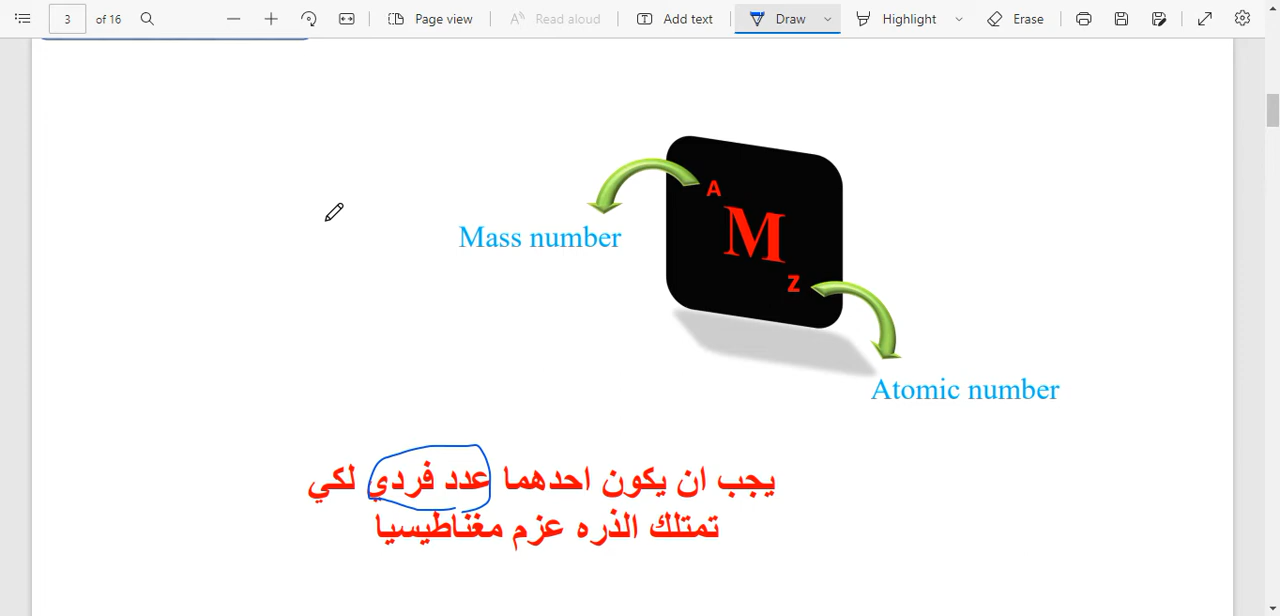 3 of 16 Page view Read aloud Add text Draw Highlight Erase
A
M
Mass number
Z
Atomic number
يجب ان يكون احدهما عدد فردي لكي
تمتلك الذره عزم مغناطيسيا